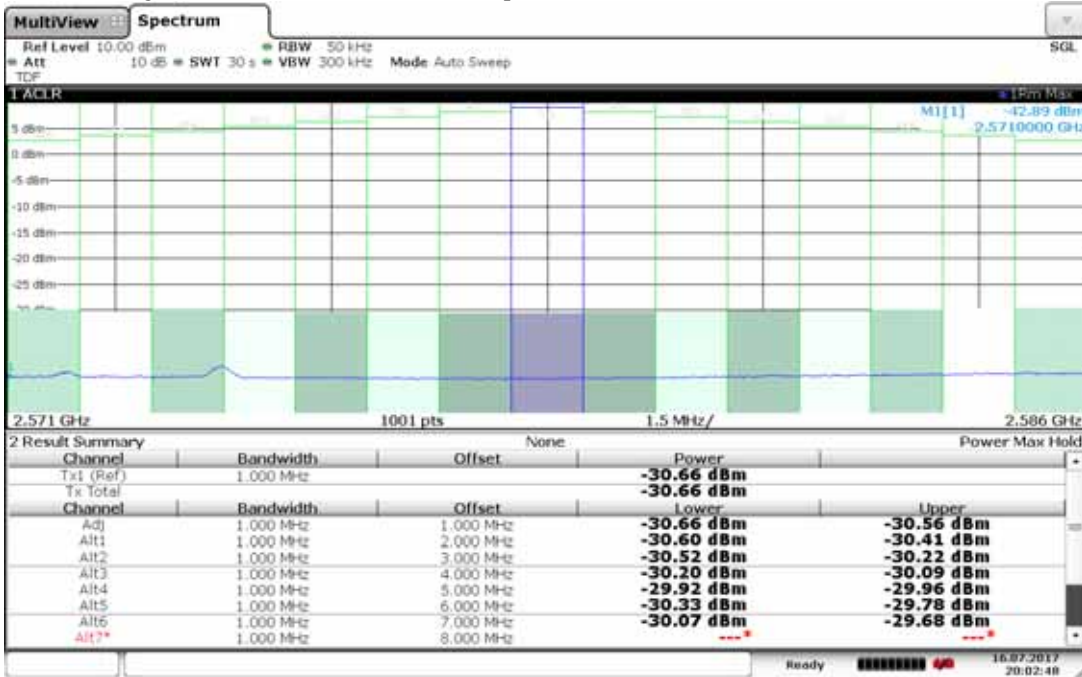 MultiView Spectrum
Ref Level 10.00 dBm RBW 50 kHz SGL
Att 10 dB SWT 30 s VBW 300 kHz Mode Auto Sweep
TDF
1 ACLR 1Rm Max
M1[1] -42.89 dBm
2.5710000 GHz
5 dBm
0 dBm
-5 dBm
-10 dBm
-15 dBm
-20 dBm
-25 dBm
2.571 GHz 1001 pts 1.5 MHz/ 2.586 GHz
2 Result Summary None Power Max Hold
Channel Bandwidth Offset Power
Tx1 (Ref) 1.000 MHz -30.66 dBm
Tx Total -30.66 dBm
Channel Bandwidth Offset Lower Upper
Adj 1.000 MHz 1.000 MHz -30.66 dBm -30.56 dBm
Alt1 1.000 MHz 2.000 MHz -30.60 dBm -30.41 dBm
Alt2 1.000 MHz 3.000 MHz -30.52 dBm -30.22 dBm
Alt3 1.000 MHz 4.000 MHz -30.20 dBm -30.09 dBm
Alt4 1.000 MHz 5.000 MHz -29.92 dBm -29.96 dBm
Alt5 1.000 MHz 6.000 MHz -30.33 dBm -29.78 dBm
Alt6 1.000 MHz 7.000 MHz -30.07 dBm -29.68 dBm
Alt7* 1.000 MHz 8.000 MHz ---* ---*
Ready 16.07.2017
20:02:48